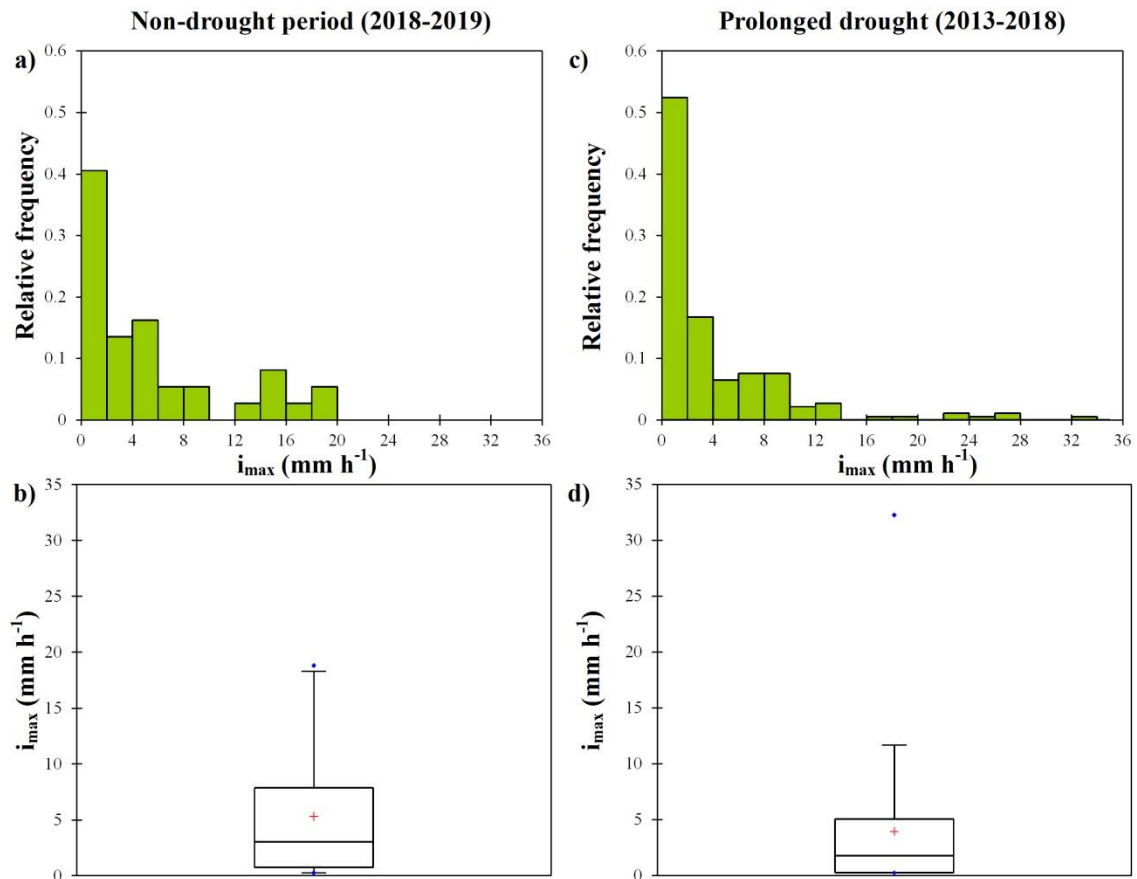 Non-drought period (2018-2019)
Prolonged drought (2013-2018)
a)
0.6
0.5
0.4
0.3
0.2
0.1
0
Relative frequency
0 4 8 12 16 20 24 28 32 36
i_max (mm h⁻¹)
c)
0.6
0.5
0.4
0.3
0.2
0.1
0
Relative frequency
0 4 8 12 16 20 24 28 32 36
i_max (mm h⁻¹)
b)
35
30
25
20
15
10
5
0
i_max (mm h⁻¹)
d)
35
30
25
20
15
10
5
0
i_max (mm h⁻¹)